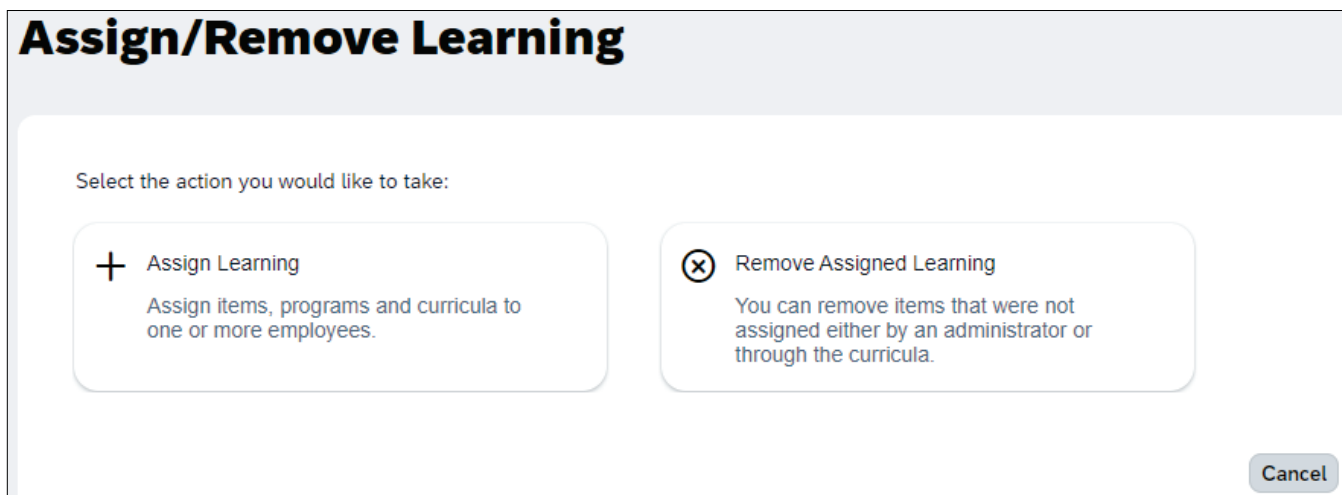 Assign/Remove Learning
Select the action you would like to take:
Assign Learning
Assign items, programs and curricula to
one or more employees.
Remove Assigned Learning
You can remove items that were not
assigned either by an administrator or
through the curricula.
Cancel